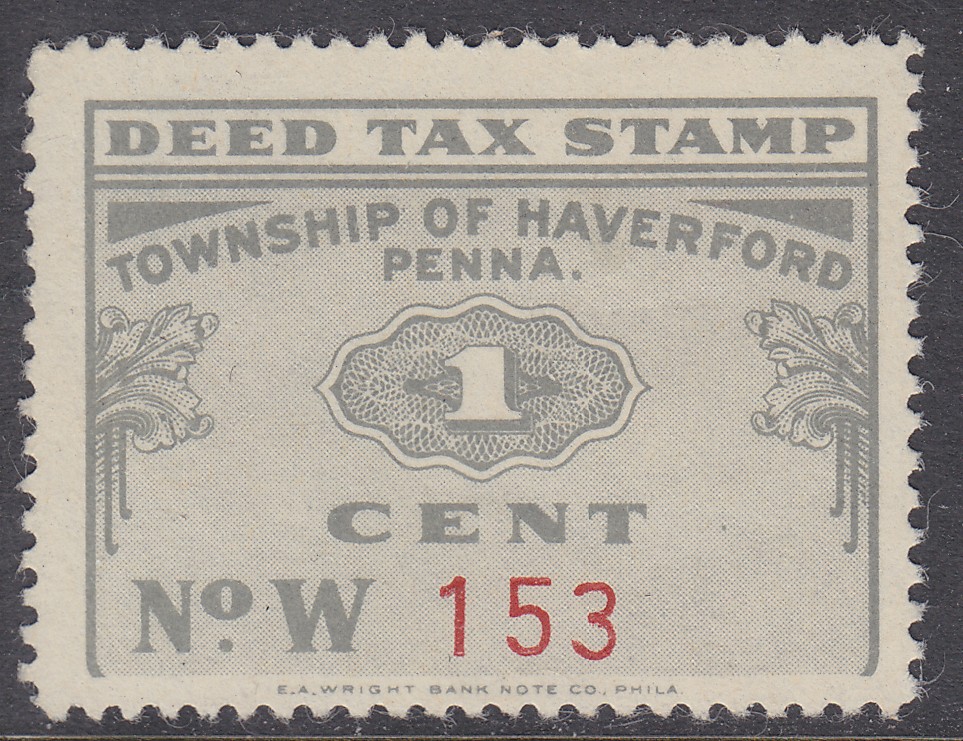 DEED TAX STAMP
TOWNSHIP OF HAVERFORD
PENNA.
1
CENT
No. W 153
E.A. WRIGHT BANK NOTE CO., PHILA.